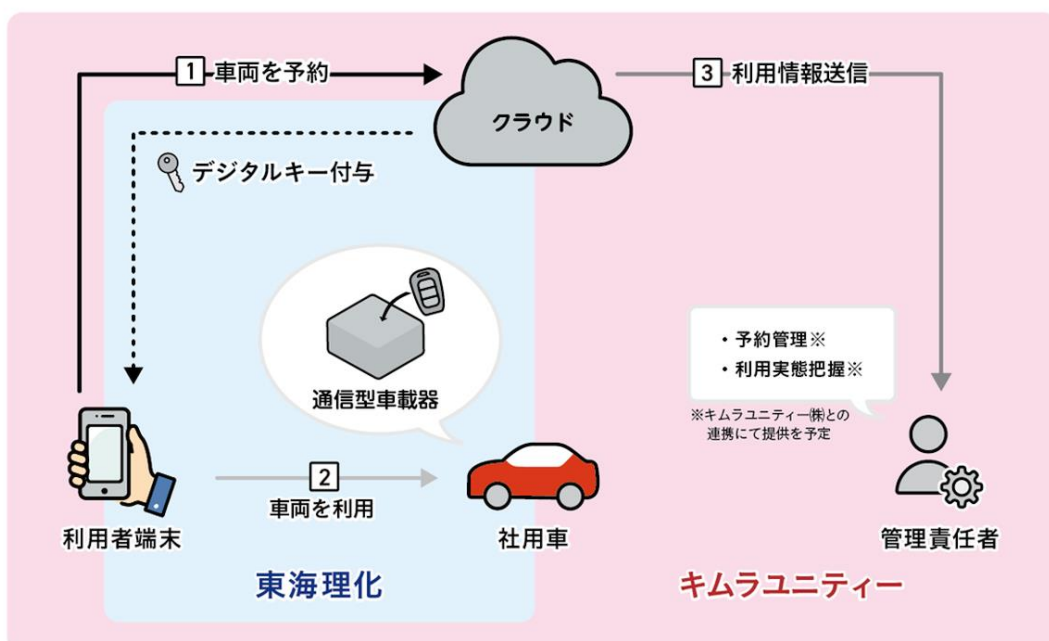 1 車両を予約
3 利用情報送信
クラウド
デジタルキー付与
通信型車載器
・予約管理※
・利用実態把握※
※キムラユニティー㈱との
連携にて提供を予定
2
車両を利用
利用者端末
社用車
管理責任者
東海理化
キムラユニティー